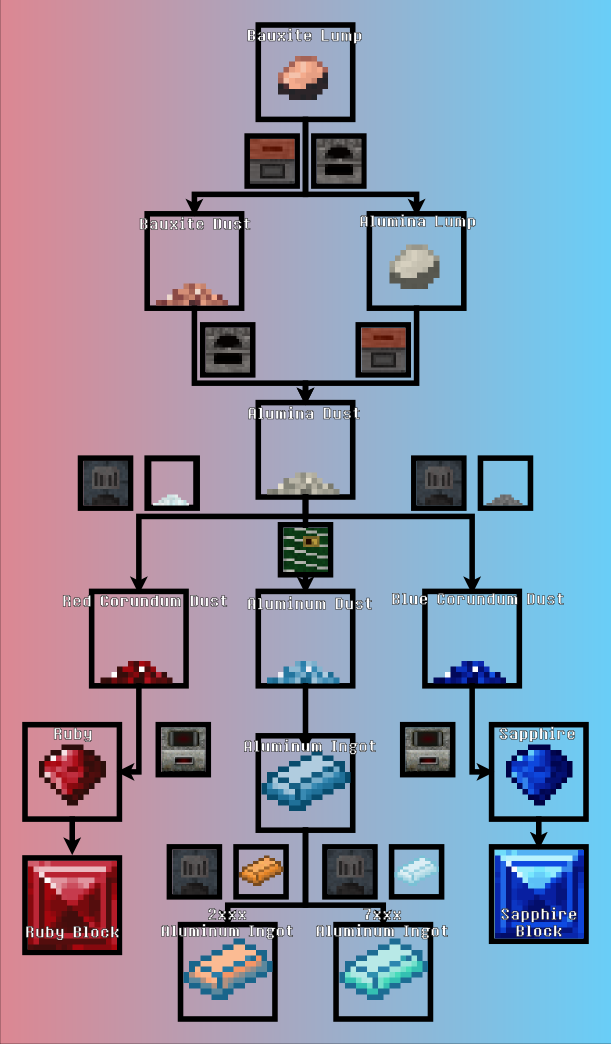 Bauxite Lump
Bauxite Dust
Alumina Lump
Alumina Dust
Red Corundum Dust
Aluminum Dust
Blue Corundum Dust
Ruby
Aluminum Ingot
Sapphire
Ruby Block
2xxx
Aluminum Ingot
7xxx
Aluminum Ingot
Sapphire
Block